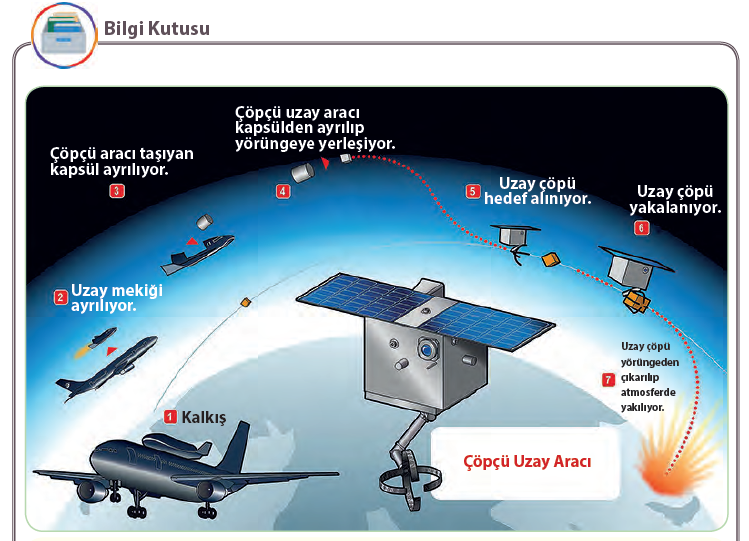 Bilgi Kutusu
1 Kalkış
2 Uzay mekiği
ayrılıyor.
Çöpçü aracı taşıyan
kapsül ayrılıyor.
3
Çöpçü uzay aracı
kapsülden ayrılıp
yörüngeye yerleşiyor.
4
5 Uzay çöpü
hedef alınıyor.
Uzay çöpü
yakalanıyor.
6
Uzay çöpü
yörüngeden
7 çıkarılıp
atmosferde
yakılıyor.
Çöpçü Uzay Aracı